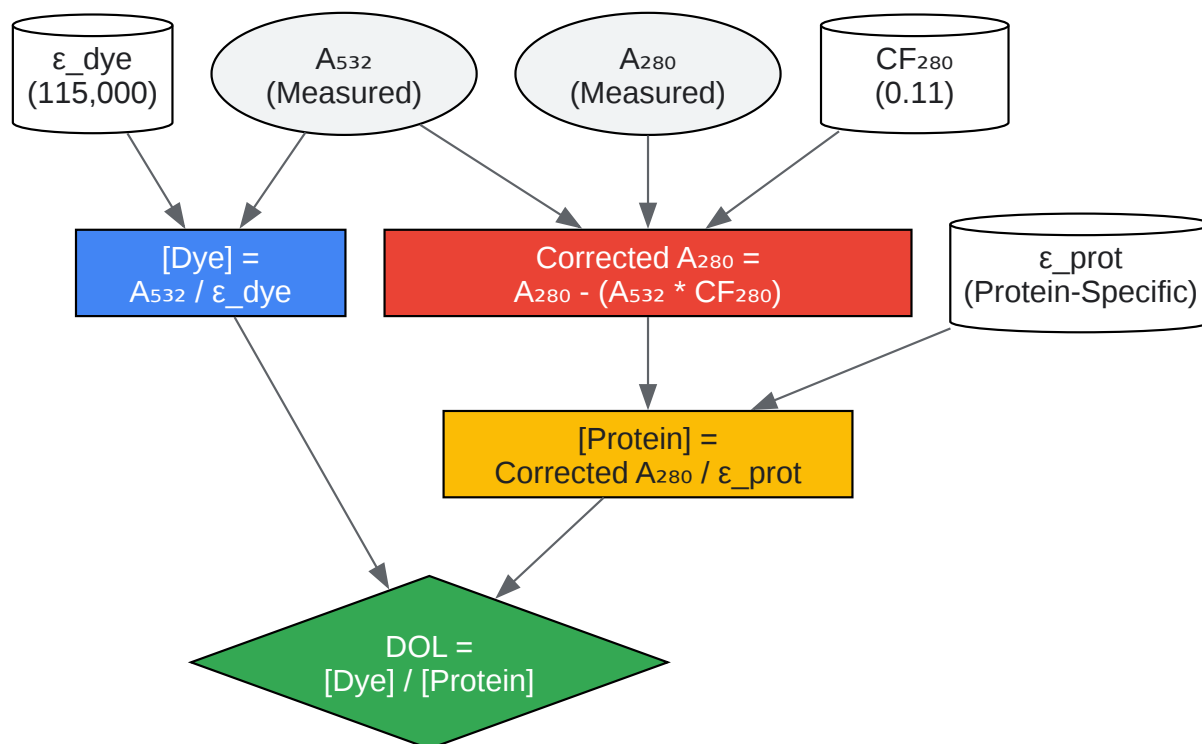 ε_dye
(115,000)
A₅₃₂
(Measured)
A₂₈₀
(Measured)
CF₂₈₀
(0.11)
[Dye] =
A₅₃₂ / ε_dye
Corrected A₂₈₀ =
A₂₈₀ - (A₅₃₂ * CF₂₈₀)
ε_prot
(Protein-Specific)
[Protein] =
Corrected A₂₈₀ / ε_prot
DOL =
[Dye] / [Protein]